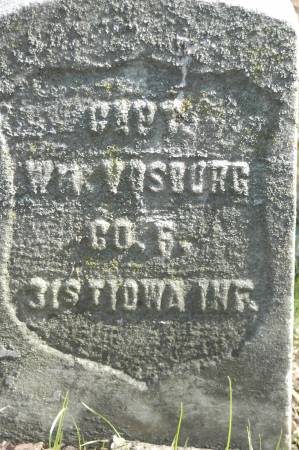 CAPT.
WM. VOSBURG
CO. G.
31ST IOWA INF.